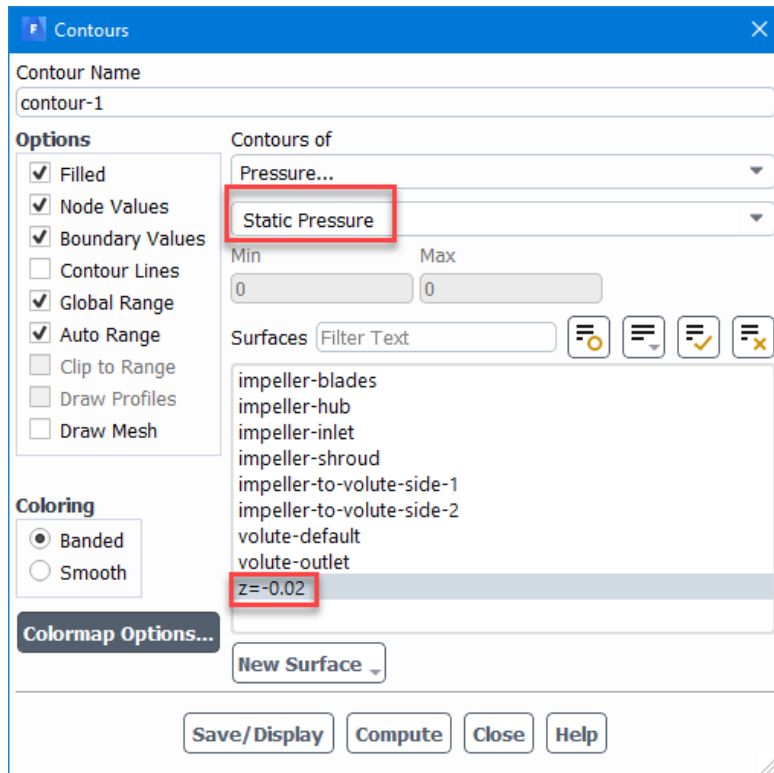 F Contours
Contour Name
contour-1
Options
Filled
Node Values
Boundary Values
Contour Lines
Global Range
Auto Range
Clip to Range
Draw Profiles
Draw Mesh
Coloring
Banded
Smooth
Colormap Options...
Contours of
Pressure...
Static Pressure
Min Max
0 0
Surfaces Filter Text
impeller-blades
impeller-hub
impeller-inlet
impeller-shroud
impeller-to-volute-side-1
impeller-to-volute-side-2
volute-default
volute-outlet
z=-0.02
New Surface
Save/Display Compute Close Help